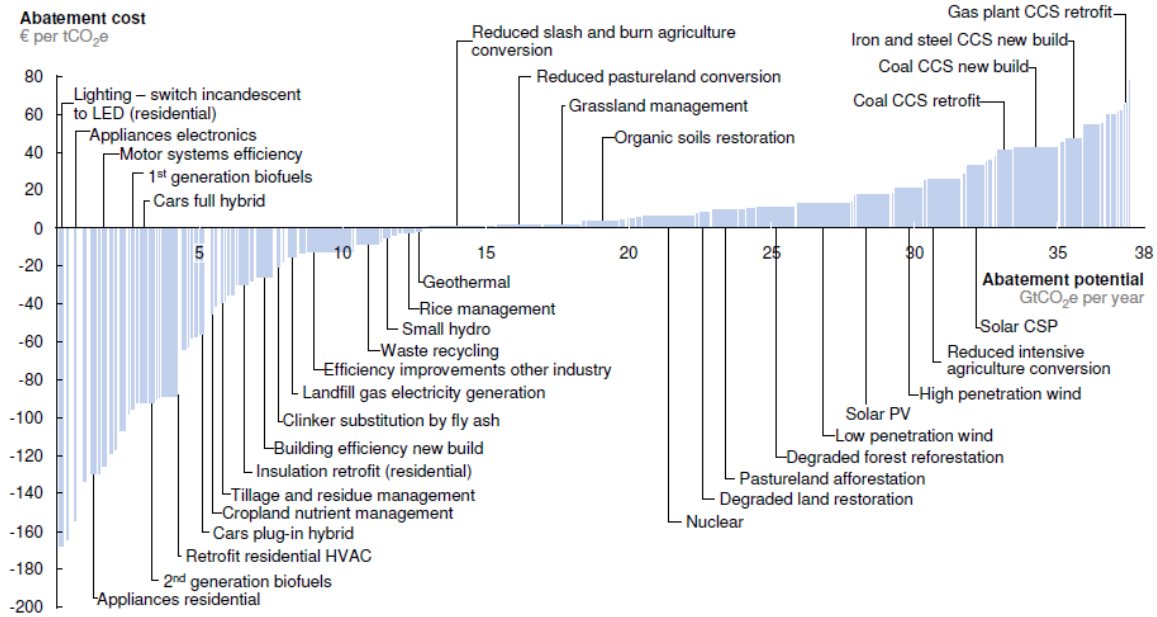 Abatement cost
€ per tCO2e
80
60
40
20
0
-20
-40
-60
-80
-100
-120
-140
-160
-180
-200
Lighting – switch incandescent
to LED (residential)
Appliances electronics
Motor systems efficiency
1st generation biofuels
Cars full hybrid
Reduced slash and burn agriculture
conversion
Reduced pastureland conversion
Grassland management
Organic soils restoration
Gas plant CCS retrofit
Iron and steel CCS new build
Coal CCS new build
Coal CCS retrofit
5
10
15
20
25
30
35
38
Abatement potential
GtCO2e per year
Geothermal
Rice management
Small hydro
Waste recycling
Efficiency improvements other industry
Landfill gas electricity generation
Clinker substitution by fly ash
Building efficiency new build
Insulation retrofit (residential)
Tillage and residue management
Cropland nutrient management
Cars plug-in hybrid
Retrofit residential HVAC
2nd generation biofuels
Appliances residential
Solar CSP
Reduced intensive
agriculture conversion
High penetration wind
Solar PV
Low penetration wind
Degraded forest reforestation
Pastureland afforestation
Degraded land restoration
Nuclear